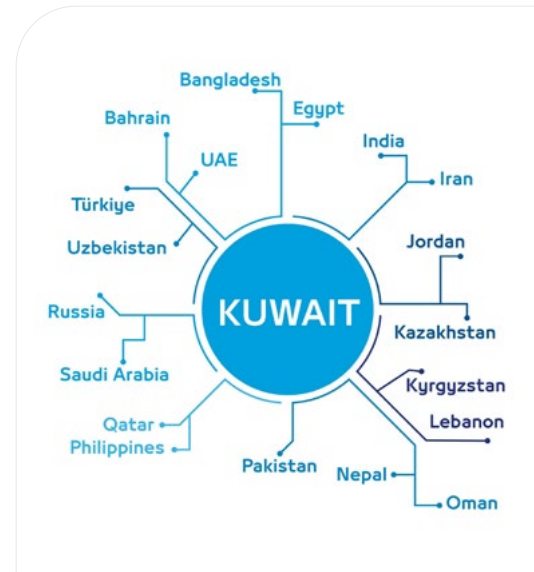 Bangladesh
Egypt
Bahrain
India
UAE
Iran
Türkiye
Jordan
Uzbekistan
KUWAIT
Russia
Kazakhstan
Saudi Arabia
Kyrgyzstan
Qatar
Lebanon
Philippines
Pakistan
Nepal
Oman